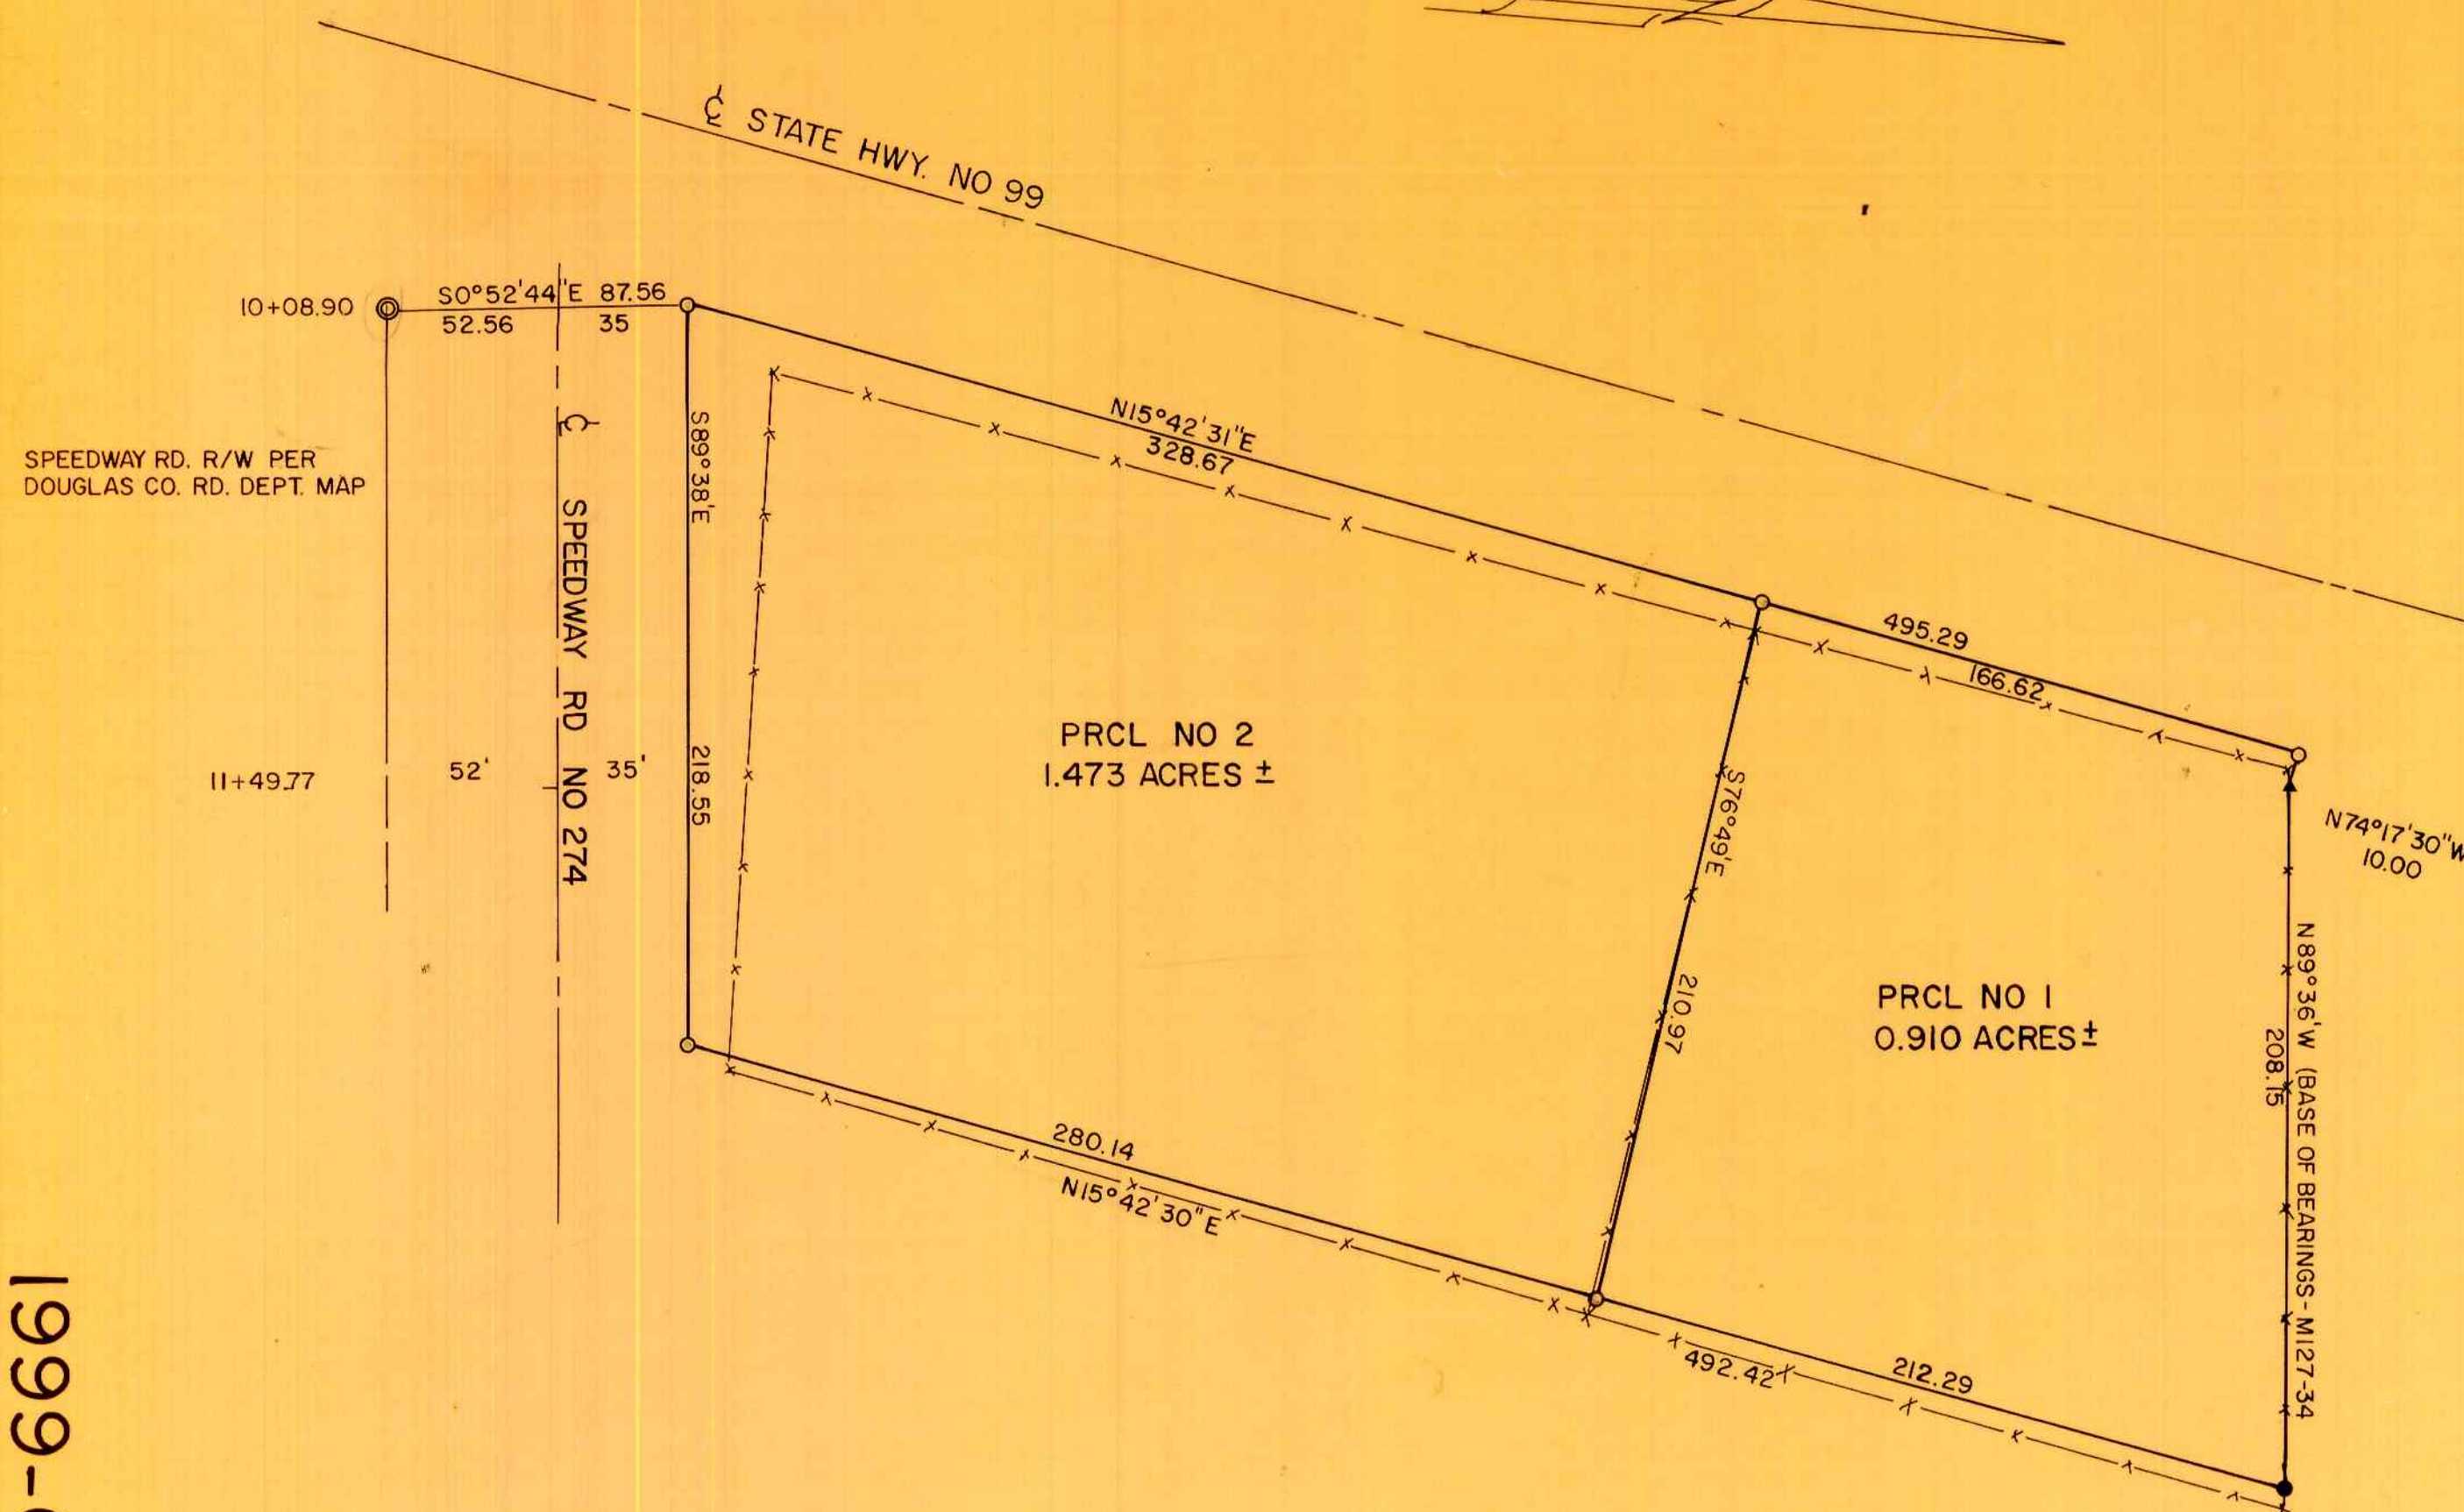 ℄ STATE HWY. NO 99
10+08.90
S0°52'44"E 87.56
52.56 35
SPEEDWAY RD. R/W PER
DOUGLAS CO. RD. DEPT. MAP
℄ SPEEDWAY RD NO 274
S89°38'E
218.55
N15°42'31"E
328.67
495.29
166.62
11+49.77
52'
35'
PRCL NO 2
1.473 ACRES ±
S76°49'E
210.97
N74°17'30"W
10.00
PRCL NO 1
0.910 ACRES±
N89°36'W (BASE OF BEARINGS-M127-34
208.15
280.14
N15°42'30"E
492.42
212.29